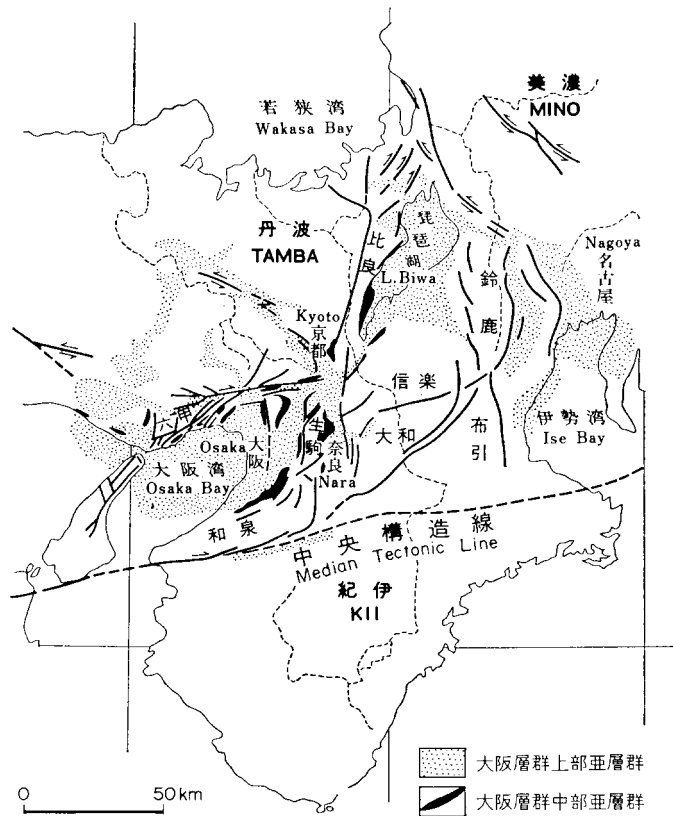 美濃
MINO
若狭湾
Wakasa Bay
丹波
TAMBA
比良
琵琶湖
L.Biwa
鈴鹿
Nagoya
名古屋
Kyoto
京都
信楽
六甲
生駒
大和
布引
伊勢湾
Ise Bay
Osaka 大阪
奈良
Nara
大阪湾
Osaka Bay
和泉
中央構造線
Median Tectonic Line
紀伊
KII
大阪層群上部亜層群
大阪層群中部亜層群
0 50km